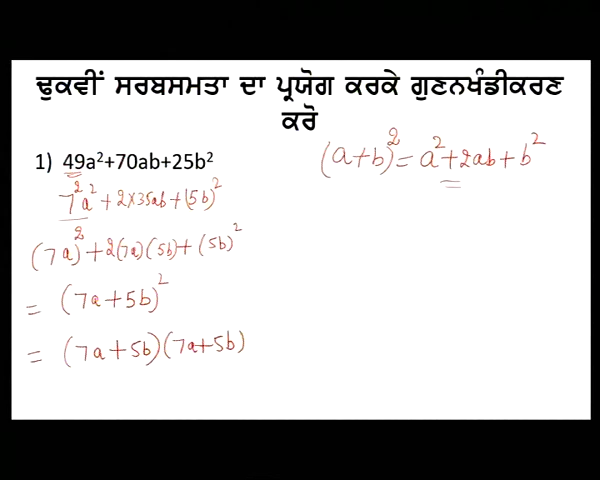 ਢੁਕਵੀਂ ਸਰਬਸਮਤਾ ਦਾ ਪ੍ਰਯੋਗ ਕਰਕੇ ਗੁਣਨਖੰਡੀਕਰਣ
ਕਰੋ
1) 49a²+70ab+25b²
(a+b)² = a²+2ab+b²
7²a² + 2×35ab + (5b)²
(7a)² + 2(7a)(5b) + (5b)²
= (7a+5b)²
= (7a+5b)(7a+5b)